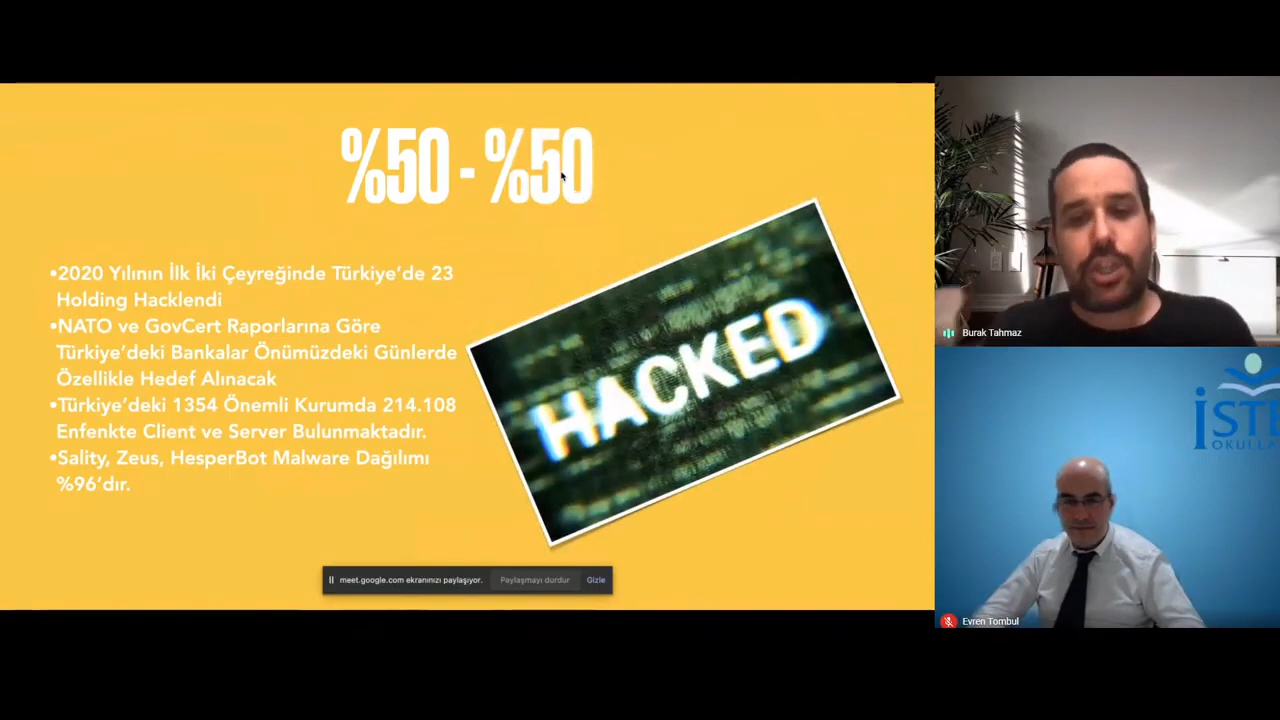 %50 - %50
•2020 Yılının İlk İki Çeyreğinde Türkiye’de 23
Holding Hacklendi
•NATO ve GovCert Raporlarına Göre
Türkiye’deki Bankalar Önümüzdeki Günlerde
Özellikle Hedef Alınacak
•Türkiye’deki 1354 Önemli Kurumda 214.108
Enfenkte Client ve Server Bulunmaktadır.
•Sality, Zeus, HesperBot Malware Dağılımı
%96’dır.
HACKED
meet.google.com ekranınızı paylaşıyor.
Paylaşmayı durdur
Gizle
Burak Tahmaz
Evren Tombul